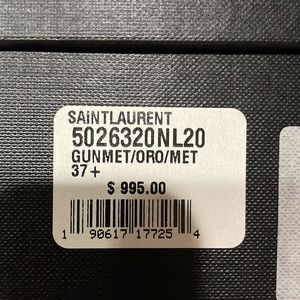 SAINTLAURENT
5026320NL20
GUNMET/ORO/MET
37+
$ 995.00
1 90617 17725 4